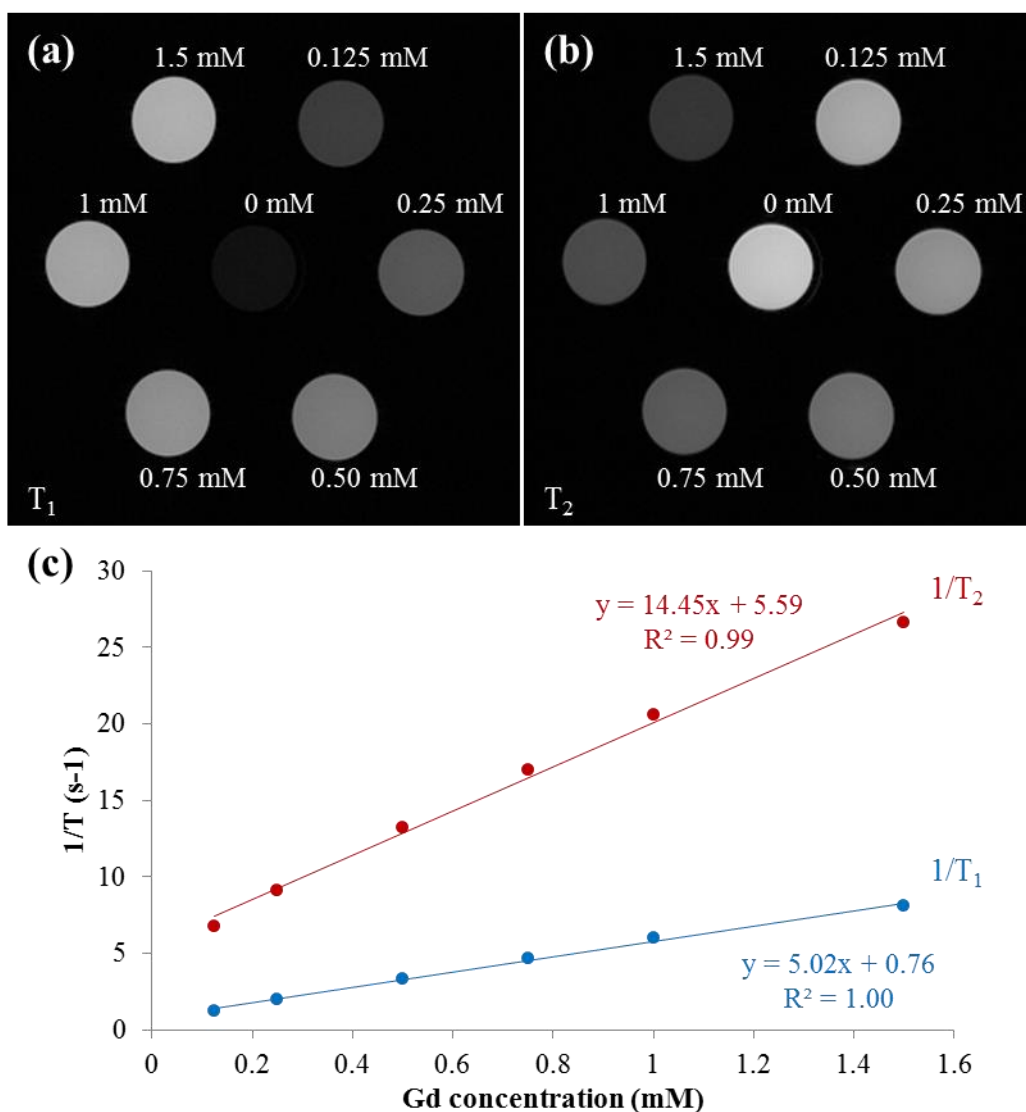 (a)
1.5 mM
0.125 mM
1 mM
0 mM
0.25 mM
0.75 mM
0.50 mM
T₁
(b)
1.5 mM
0.125 mM
1 mM
0 mM
0.25 mM
0.75 mM
0.50 mM
T₂
(c)
30
25
20
15
10
5
0
1/T (s-1)
y = 14.45x + 5.59
R² = 0.99
1/T₂
1/T₁
y = 5.02x + 0.76
R² = 1.00
0
0.2
0.4
0.6
0.8
1
1.2
1.4
1.6
Gd concentration (mM)